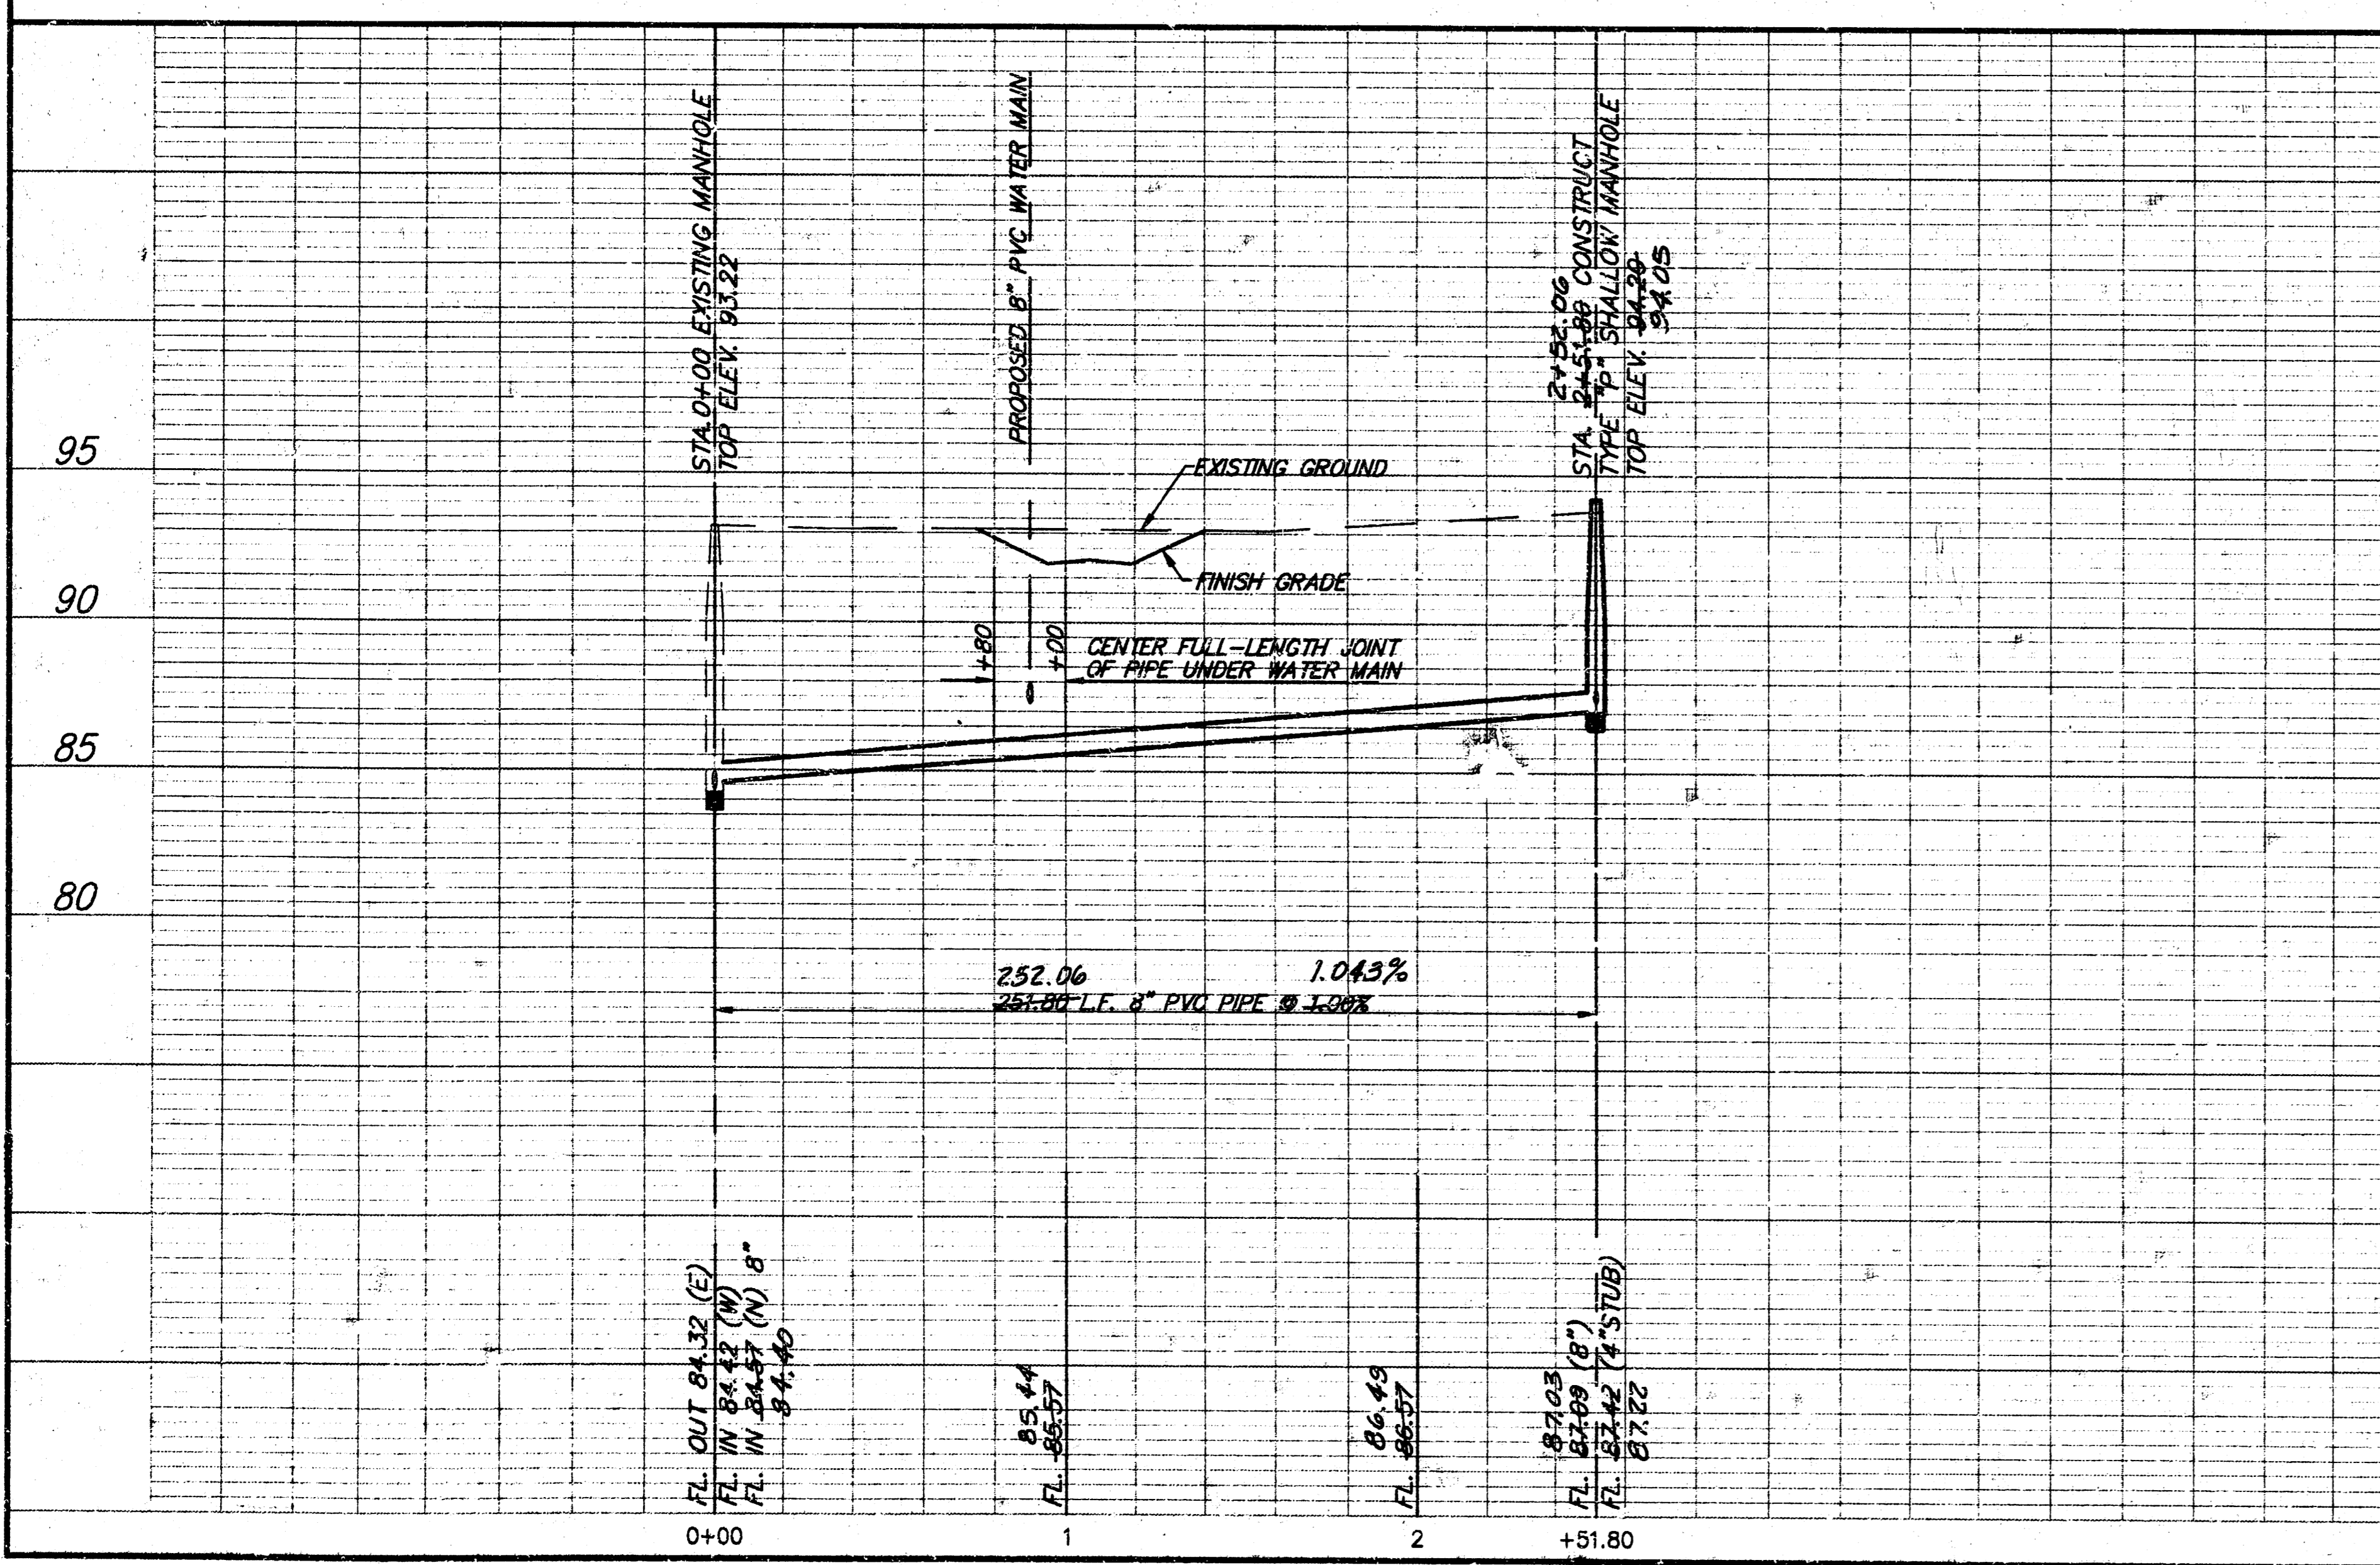 STA. 0+00 EXISTING MANHOLE
TOP ELEV. 93.22
PROPOSED 8" PVC WATER MAIN
2+52.06
STA. 2+51.80 CONSTRUCT
TYPE "P" SHALLOW MANHOLE
TOP ELEV. 94.20
94.05
95
90
85
80
EXISTING GROUND
FINISH GRADE
+80
+00
CENTER FULL-LENGTH JOINT
OF PIPE UNDER WATER MAIN
252.06 1.043%
251.80 L.F. 8" PVC PIPE @ 1.00%
FL. OUT 84.32 (E)
FL. IN 84.42 (W)
FL. IN 84.57 (N) 8"
84.40
85.44
FL. 85.57
86.49
FL. 86.57
87.03
FL. 87.09 (8")
FL. 87.42 (4" STUB)
87.22
0+00
1
2
+51.80